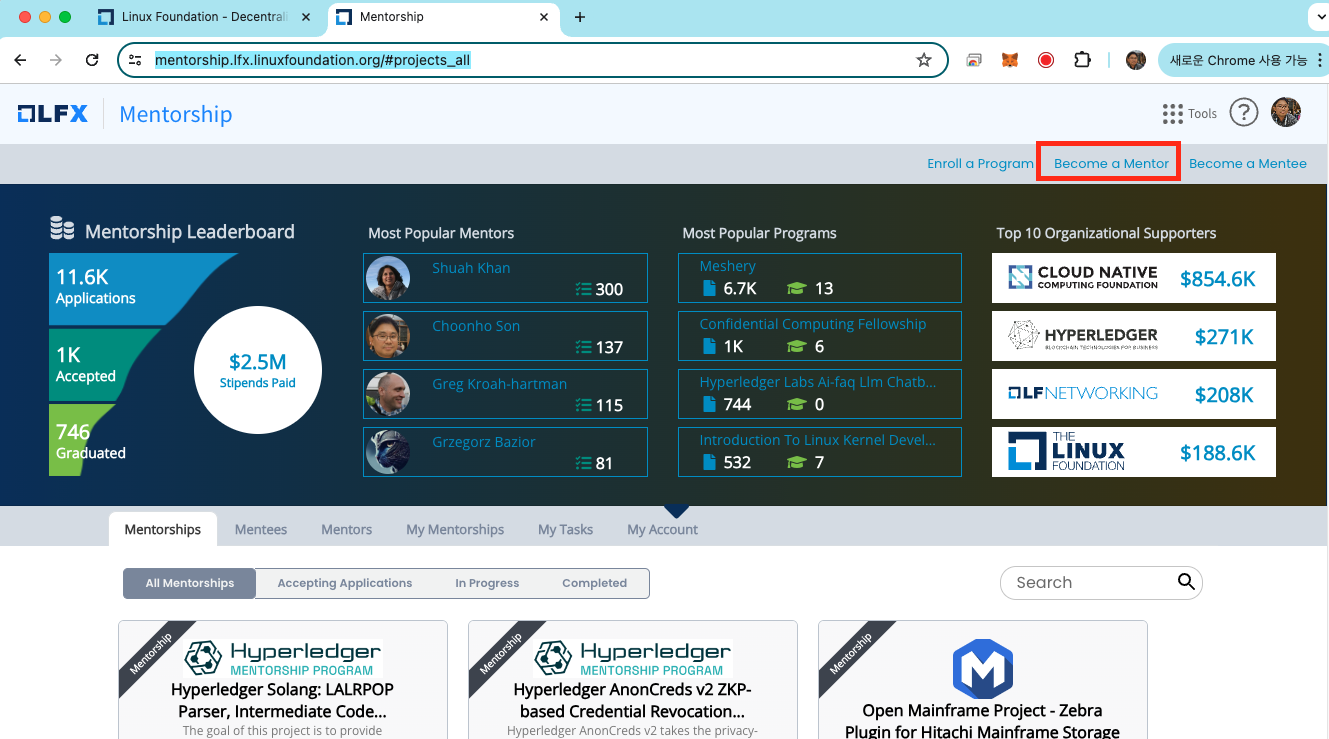 Linux Foundation - Decentrali
Mentorship
mentorship.lfx.linuxfoundation.org/#projects_all
새로운 Chrome 사용 가능
LFX
Mentorship
Tools
?
Enroll a Program
Become a Mentor
Become a Mentee
Mentorship Leaderboard
11.6K
Applications
1K
Accepted
746
Graduated
$2.5M
Stipends Paid
Most Popular Mentors
Shuah Khan
300
Choonho Son
137
Greg Kroah-hartman
115
Grzegorz Bazior
81
Most Popular Programs
Meshery
6.7K 13
Confidential Computing Fellowship
1K 6
Hyperledger Labs Ai-faq Llm Chatb...
744 0
Introduction To Linux Kernel Devel...
532 7
Top 10 Organizational Supporters
CLOUD NATIVE
COMPUTING FOUNDATION
$854.6K
HYPERLEDGER
BLOCKCHAIN TECHNOLOGIES FOR BUSINESS
$271K
LFNETWORKING
$208K
THE
LINUX
FOUNDATION
$188.6K
Mentorships
Mentees
Mentors
My Mentorships
My Tasks
My Account
All Mentorships
Accepting Applications
In Progress
Completed
Search
Mentorship
Hyperledger
MENTORSHIP PROGRAM
Hyperledger Solang: LALRPOP
Parser, Intermediate Code...
The goal of this project is to provide
Mentorship
Hyperledger
MENTORSHIP PROGRAM
Hyperledger AnonCreds v2 ZKP-
based Credential Revocation...
Hyperledger AnonCreds v2 takes the privacy-
Mentorship
Open Mainframe Project - Zebra
Plugin for Hitachi Mainframe Storage